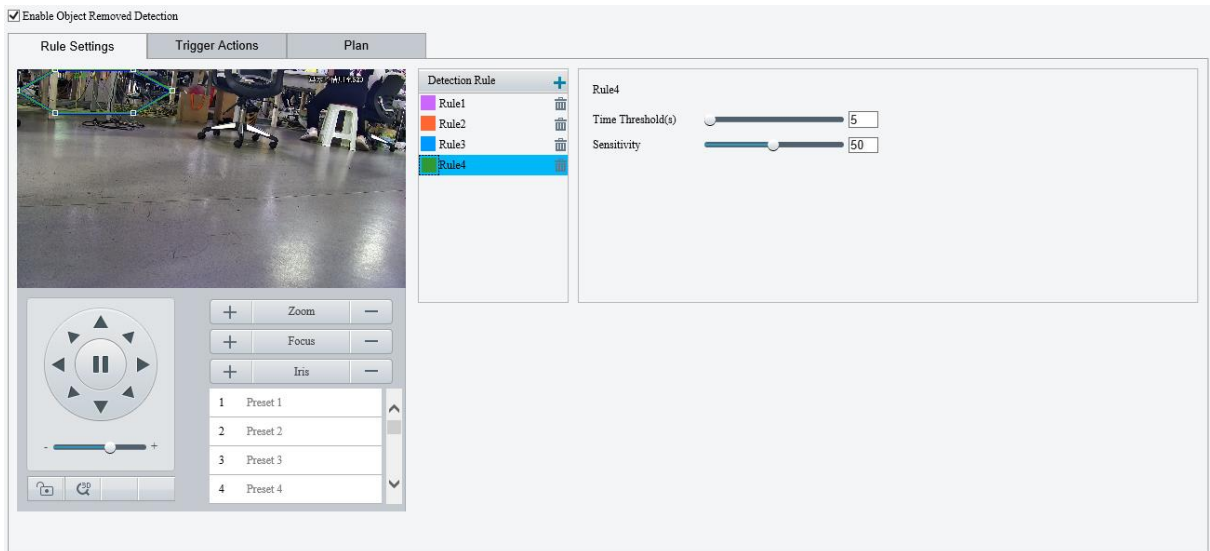 Enable Object Removed Detection
Rule Settings Trigger Actions Plan
Detection Rule
Rule1
Rule2
Rule3
Rule4
Rule4
Time Threshold(s) 5
Sensitivity 50
+ Zoom −
+ Focus −
+ Iris −
1 Preset 1
2 Preset 2
3 Preset 3
4 Preset 4
- +
3D